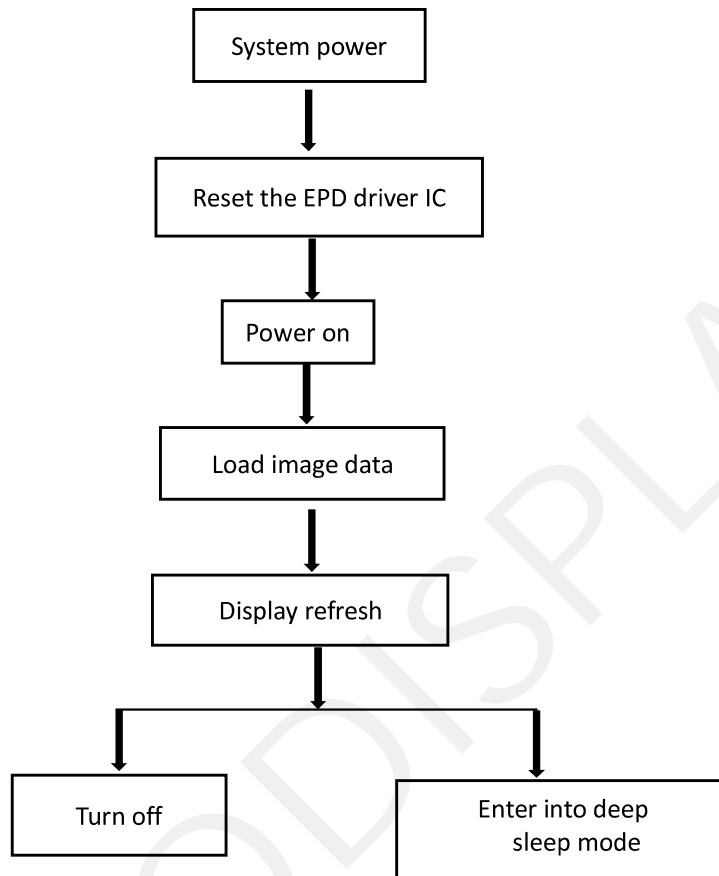 System power
Reset the EPD driver IC
Power on
Load image data
Display refresh
Turn off
Enter into deep
sleep mode